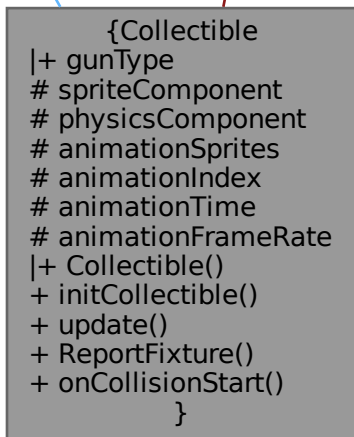 {Collectible
|+ gunType
# spriteComponent
# physicsComponent
# animationSprites
# animationIndex
# animationTime
# animationFrameRate
|+ Collectible()
+ initCollectible()
+ update()
+ ReportFixture()
+ onCollisionStart()
}